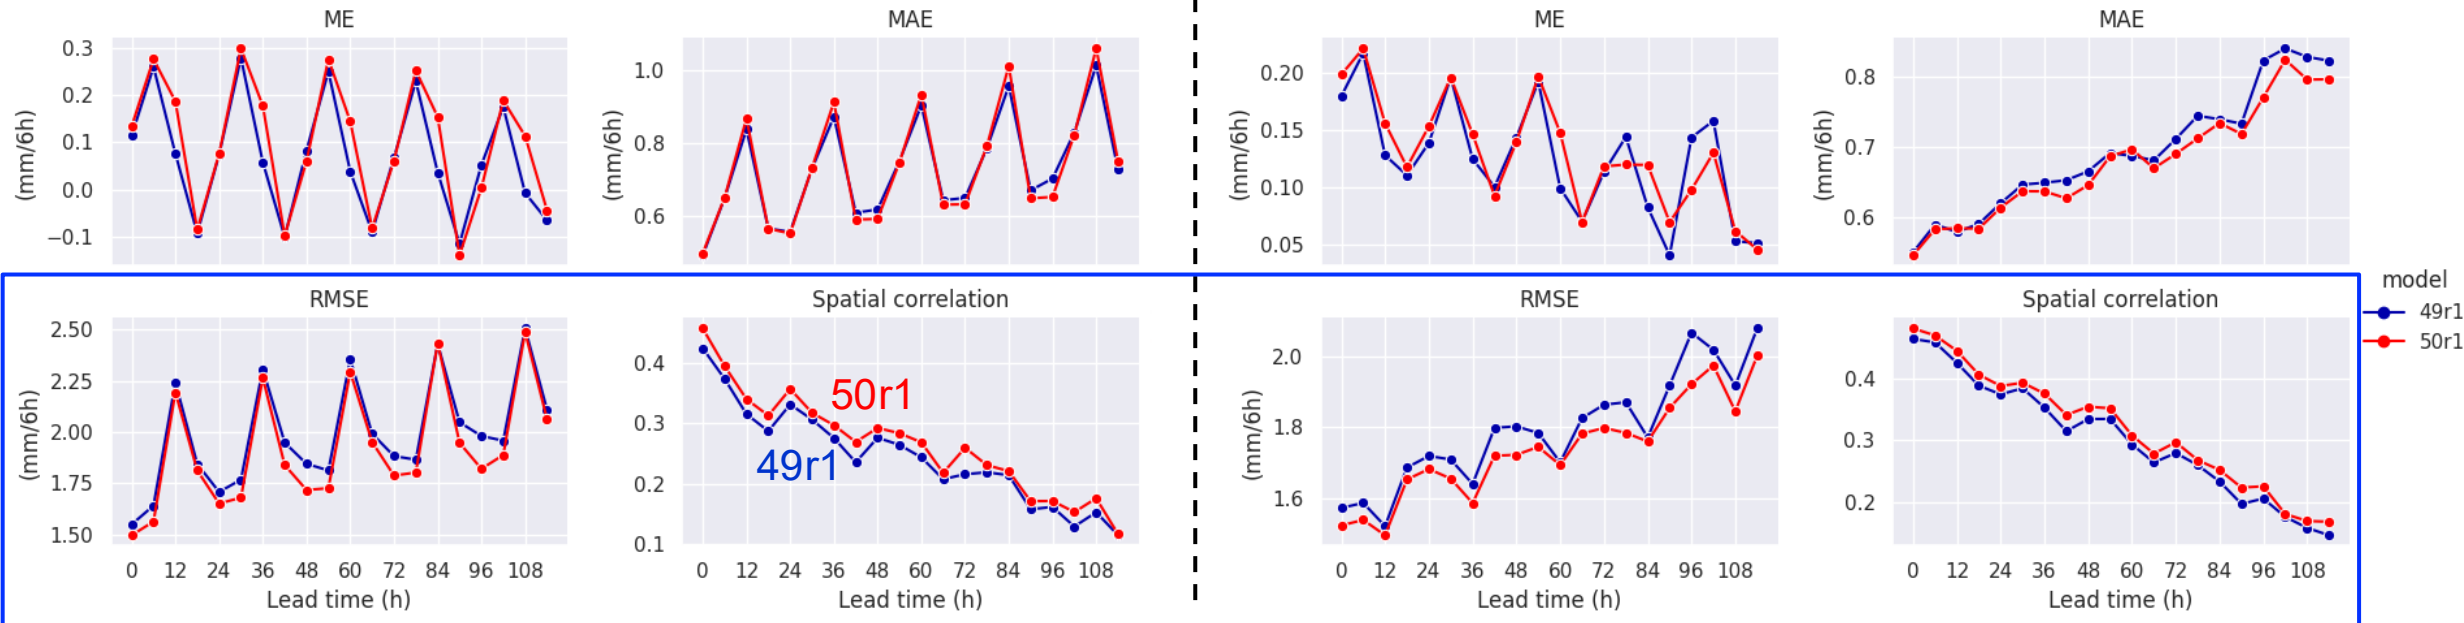 ME
MAE
ME
MAE
(mm/6h)
0.3
0.2
0.1
0.0
−0.1
(mm/6h)
1.0
0.8
0.6
(mm/6h)
0.20
0.15
0.10
0.05
(mm/6h)
0.8
0.7
0.6
RMSE
Spatial correlation
RMSE
Spatial correlation
(mm/6h)
2.50
2.25
2.00
1.75
1.50
0 12 24 36 48 60 72 84 96 108
Lead time (h)
0.4
0.3
0.2
0.1
50r1
49r1
0 12 24 36 48 60 72 84 96 108
Lead time (h)
(mm/6h)
2.0
1.8
1.6
0 12 24 36 48 60 72 84 96 108
Lead time (h)
0.4
0.3
0.2
0 12 24 36 48 60 72 84 96 108
Lead time (h)
model
49r1
50r1